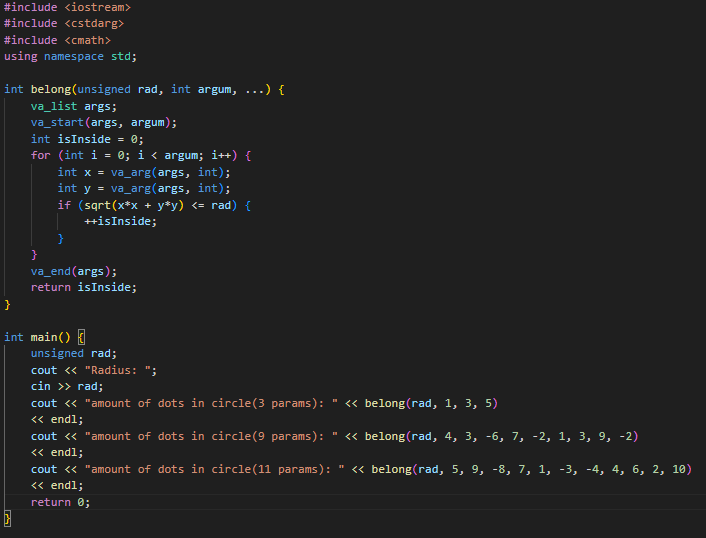 #include <iostream>
#include <cstdarg>
#include <cmath>
using namespace std;

int belong(unsigned rad, int argum, ...) {
    va_list args;
    va_start(args, argum);
    int isInside = 0;
    for (int i = 0; i < argum; i++) {
        int x = va_arg(args, int);
        int y = va_arg(args, int);
        if (sqrt(x*x + y*y) <= rad) {
            ++isInside;
        }
    }
    va_end(args);
    return isInside;
}

int main() {
    unsigned rad;
    cout << "Radius: ";
    cin >> rad;
    cout << "amount of dots in circle(3 params): " << belong(rad, 1, 3, 5)
    << endl;
    cout << "amount of dots in circle(9 params): " << belong(rad, 4, 3, -6, 7, -2, 1, 3, 9, -2)
    << endl;
    cout << "amount of dots in circle(11 params): " << belong(rad, 5, 9, -8, 7, 1, -3, -4, 4, 6, 2, 10)
    << endl;
    return 0;
}